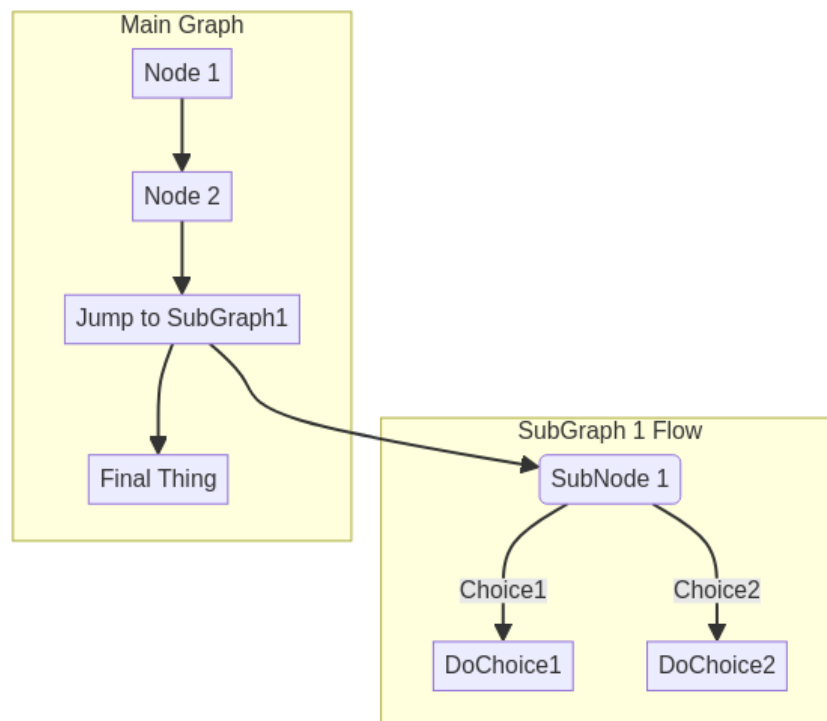 Main Graph
Node 1
Node 2
Jump to SubGraph1
Final Thing
SubGraph 1 Flow
SubNode 1
Choice1
Choice2
DoChoice1
DoChoice2